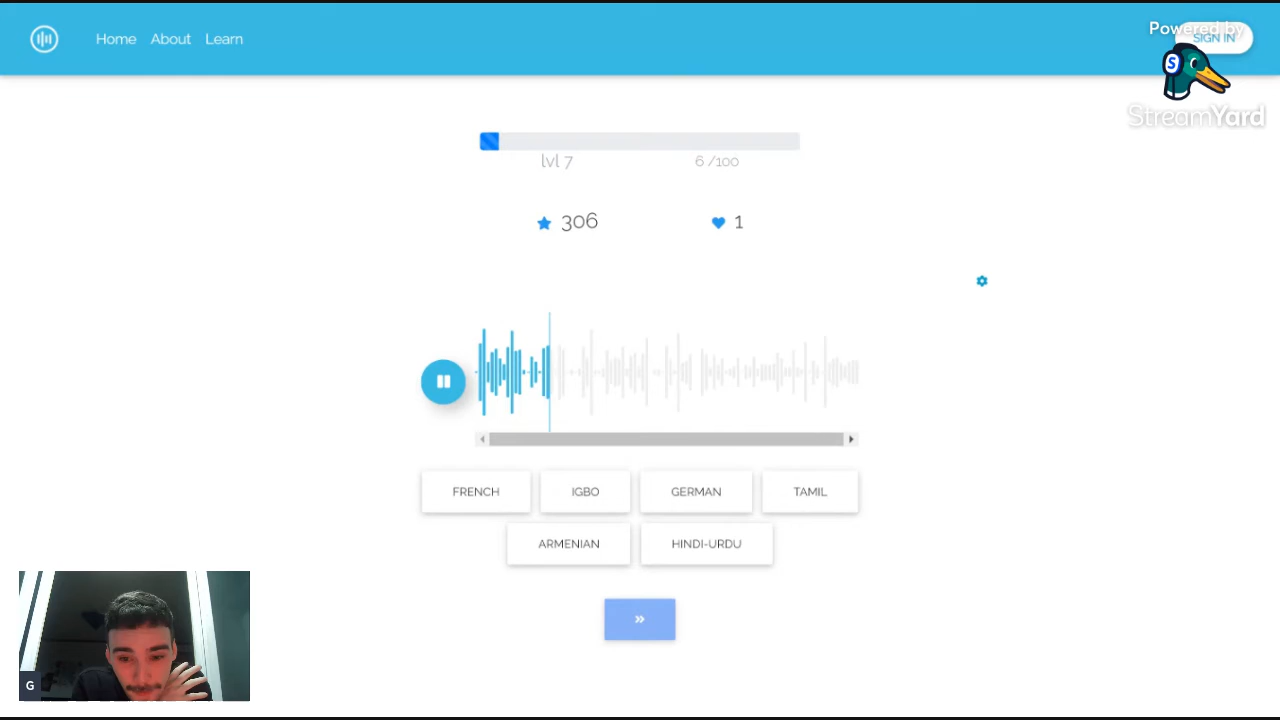 Home About Learn
Powered by
SIGN IN
StreamYard
lvl 7 6 /100
306 1
FRENCH IGBO GERMAN TAMIL
ARMENIAN HINDI-URDU
»
G